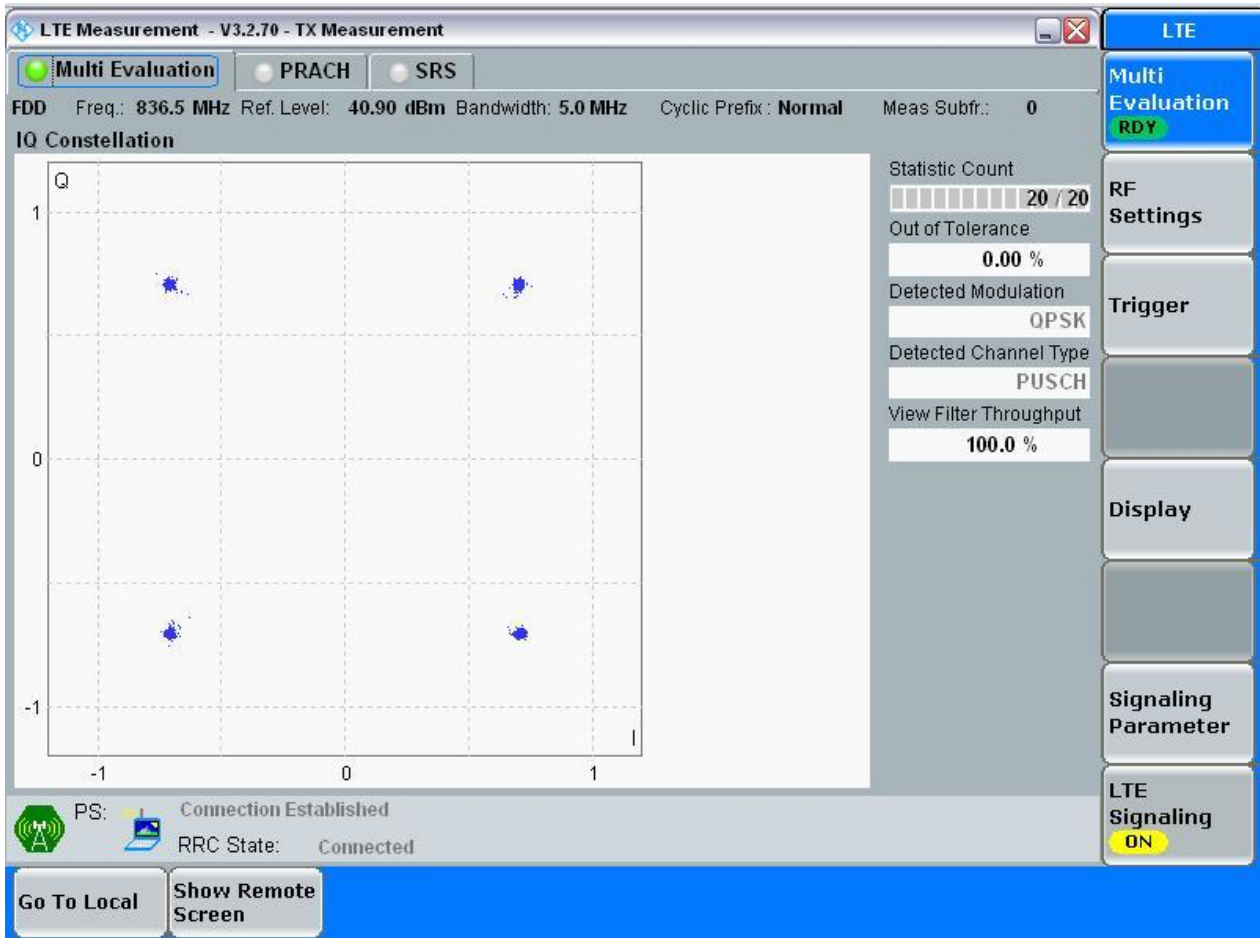 LTE Measurement - V3.2.70 - TX Measurement
LTE
Multi Evaluation PRACH SRS
FDD Freq.: 836.5 MHz Ref. Level: 40.90 dBm Bandwidth: 5.0 MHz Cyclic Prefix : Normal Meas Subfr.: 0
IQ Constellation
Q
1
0
-1
I
-1 0 1
Statistic Count
20 / 20
Out of Tolerance
0.00 %
Detected Modulation
QPSK
Detected Channel Type
PUSCH
View Filter Throughput
100.0 %
Multi
Evaluation
RDY
RF
Settings
Trigger
Display
Signaling
Parameter
LTE
Signaling
ON
PS: Connection Established
RRC State: Connected
Go To Local
Show Remote
Screen